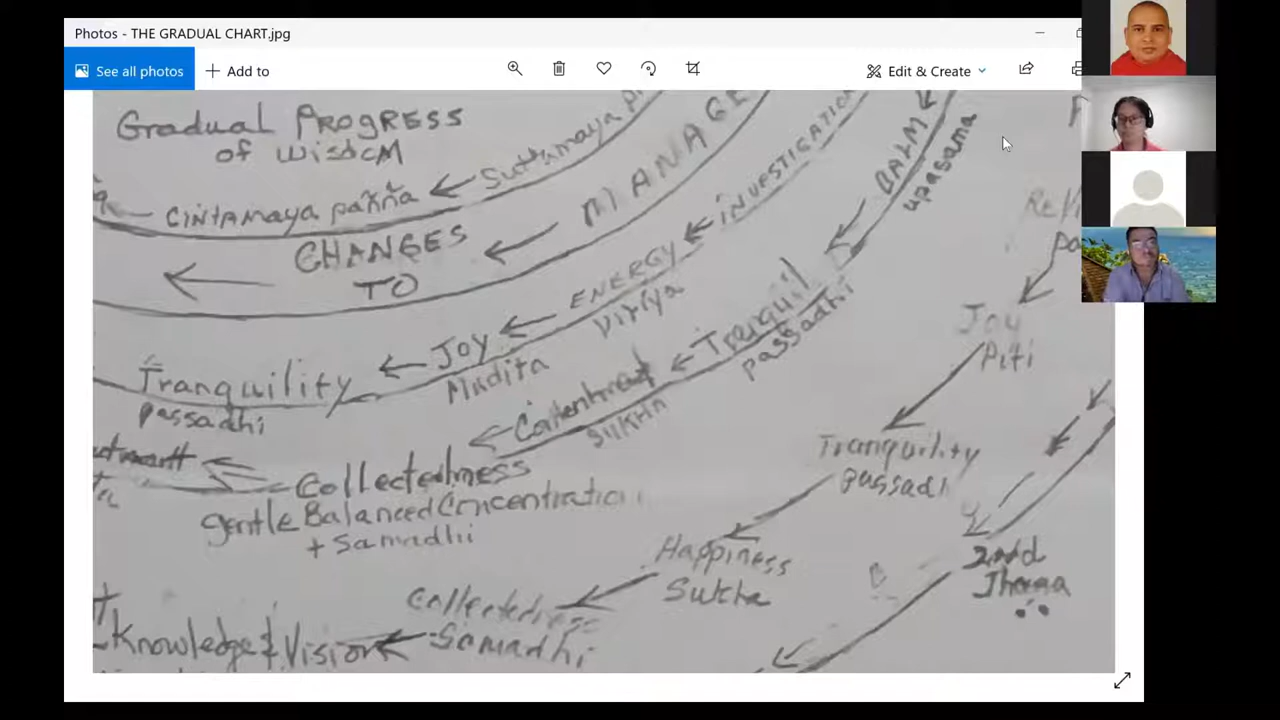 Photos - THE GRADUAL CHART.jpg
See all photos
Add to
Edit & Create
Gradual PROGRESS
of WISDOM
CINTAMAYA pañña
Suttamaya
CHANGES
TO
MANAGE
INVESTIGATION
ENERGY
Viriya
JOY
Mudita
Tranquility
passadhi
CALM
upasama
Tranquil
passadhi
Contentment
SUKHA
Collectedness
gentle Balanced Concentration
+ Samadhi
Joy
Piti
Tranquility
passadhi
Happiness
Sukha
Collectedness
Samadhi
Knowledge & Vision
2nd
Jhana